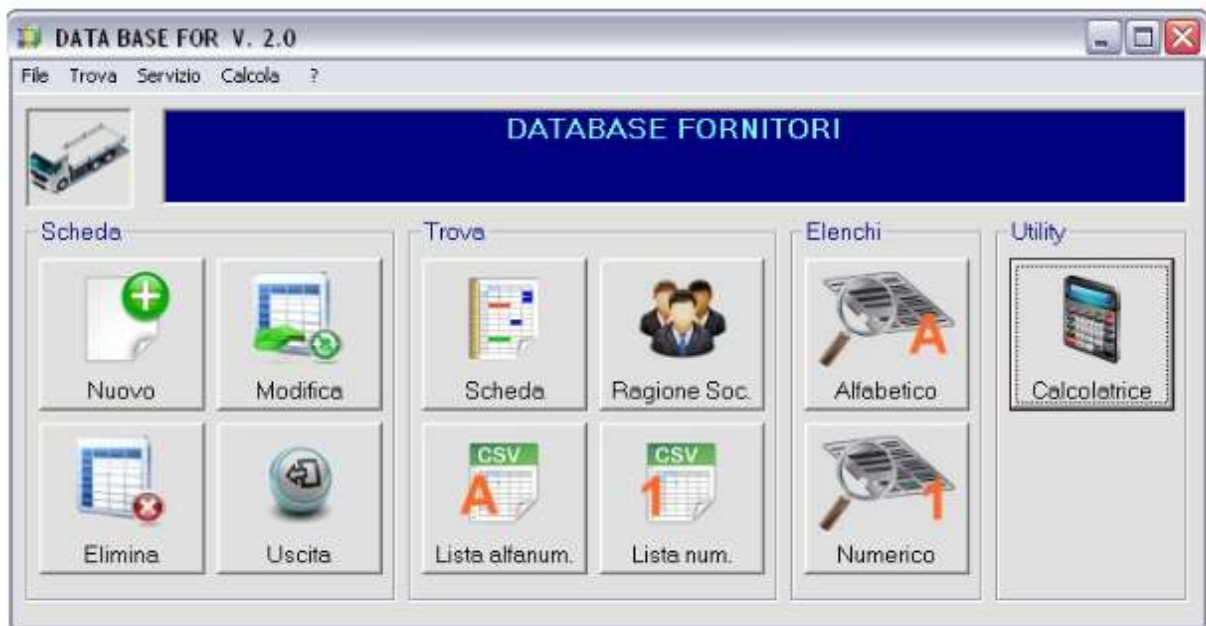 DATA BASE FOR V. 2.0
File Trova Servizio Calcola ?
DATABASE FORNITORI
Scheda
Trova
Elenchi
Utility
Nuovo
Modifica
Scheda
Ragione Soc.
A
Alfabetico
Calcolatrice
Elimina
Uscita
CSV
A
Lista alfanum.
CSV
1
Lista num.
1
Numerico